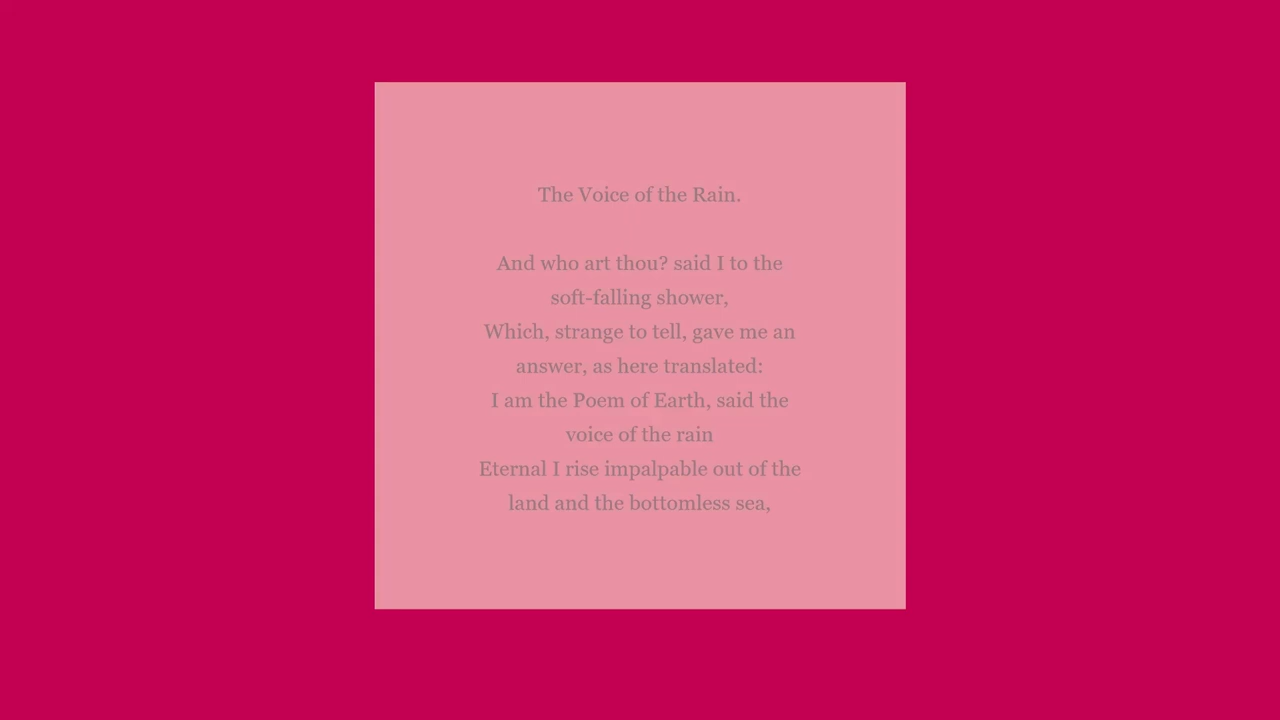 The Voice of the Rain.
And who art thou? said I to the
soft-falling shower,
Which, strange to tell, gave me an
answer, as here translated:
I am the Poem of Earth, said the
voice of the rain
Eternal I rise impalpable out of the
land and the bottomless sea,